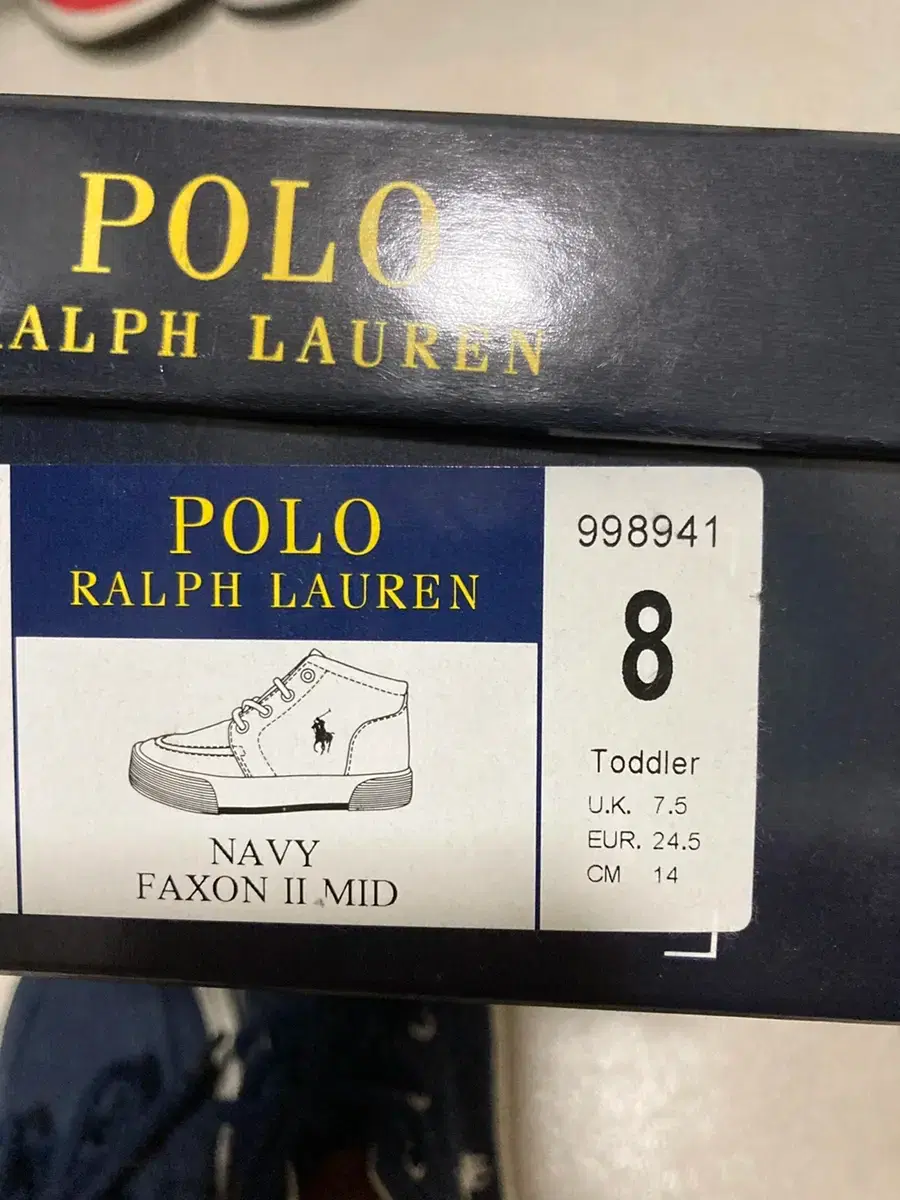 POLO
RALPH LAUREN
POLO
RALPH LAUREN
NAVY
FAXON II MID
998941
8
Toddler
U.K. 7.5
EUR. 24.5
CM 14